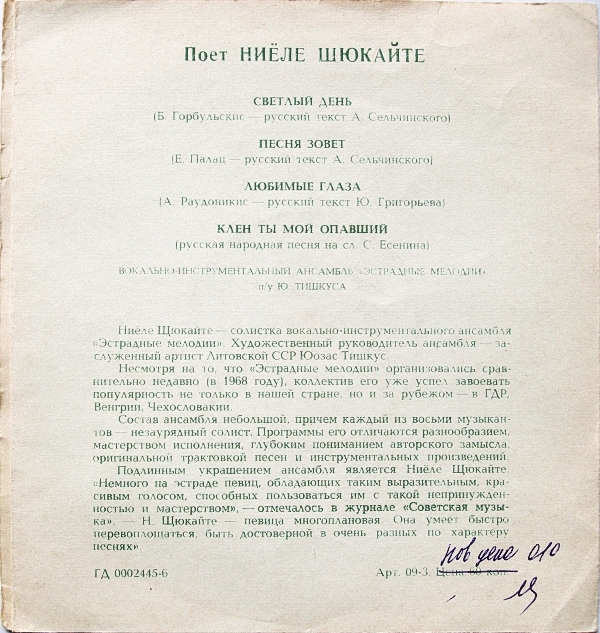 Поет НИЁЛЕ ЩЮКАЙТЕ
СВЕТЛЫЙ ДЕНЬ
(Б. Горбульскис — русский текст А. Сельчинского)
ПЕСНЯ ЗОВЕТ
(Е. Палац — русский текст А. Сельчинского)
ЛЮБИМЫЕ ГЛАЗА
(А. Раудоникис — русский текст Ю. Григорьева)
КЛЕН ТЫ МОЙ ОПАВШИЙ
(русская народная песня на сл. С. Есенина)
ВОКАЛЬНО-ИНСТРУМЕНТАЛЬНЫЙ АНСАМБЛЬ «ЭСТРАДНЫЕ МЕЛОДИИ»
п/у Ю. ТИШКУСА
Ниёле Щюкайте — солистка вокально-инструментального ансамбля
«Эстрадные мелодии». Художественный руководитель ансамбля — за-
служенный артист Литовской ССР Юозас Тишкус.
Несмотря на то, что «Эстрадные мелодии» организовались срав-
нительно недавно (в 1968 году), коллектив его уже успел завоевать
популярность не только в нашей стране, но и за рубежом — в ГДР,
Венгрии, Чехословакии.
Состав ансамбля небольшой, причем каждый из восьми музыкан-
тов — незаурядный солист. Программы его отличаются разнообразием,
мастерством исполнения, глубоким пониманием авторского замысла,
оригинальной трактовкой песен и инструментальных произведений.
Подлинным украшением ансамбля является Ниёле Щюкайте.
«Немного на эстраде певиц, обладающих таким выразительным, кра-
сивым голосом, способных пользоваться им с такой непринужден-
ностью и мастерством», — отмечалось в журнале «Советская музы-
ка». — Н. Щюкайте — певица многоплановая. Она умеет быстро
перевоплощаться, быть достоверной в очень разных по характеру
песнях».
нов цена 010
ГД 0002445-6 Арт. 09-3. Цена 60 коп.